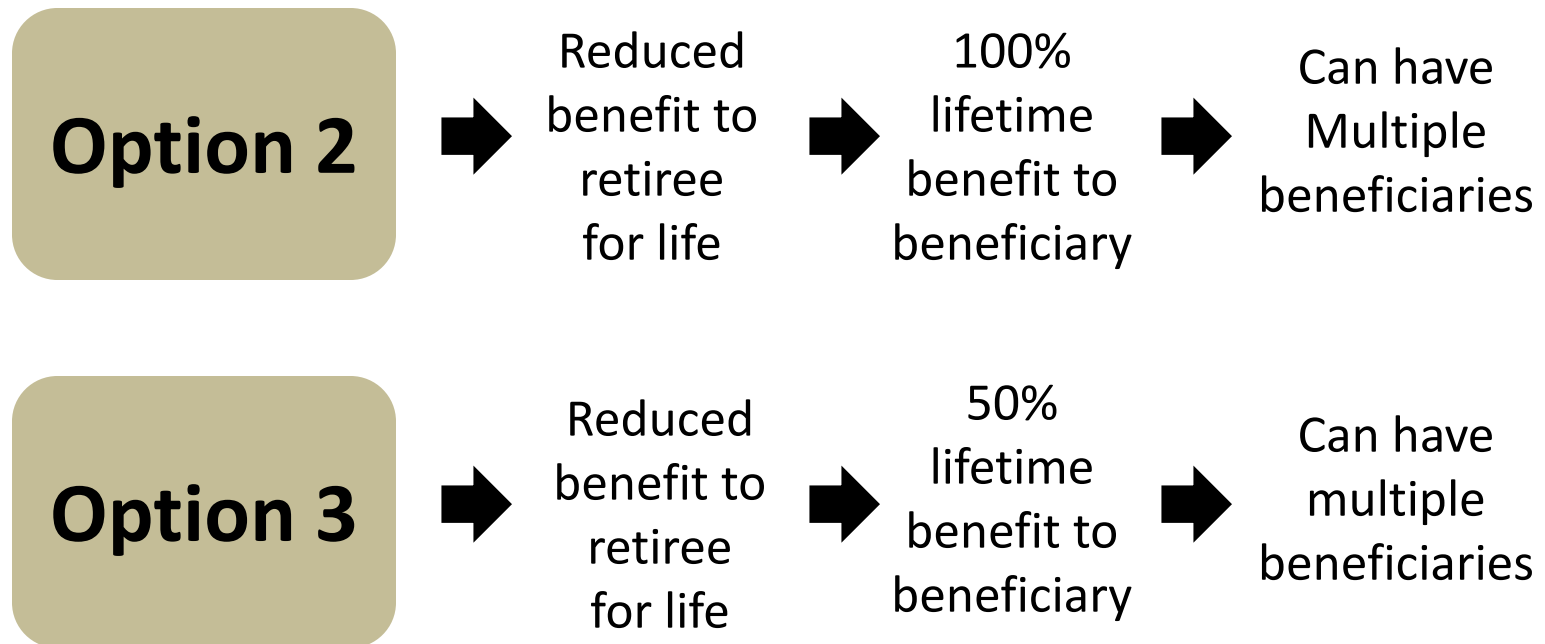 Option 2
Reduced
benefit to
retiree
for life
100%
lifetime
benefit to
beneficiary
Can have
Multiple
beneficiaries
Option 3
Reduced
benefit to
retiree
for life
50%
lifetime
benefit to
beneficiary
Can have
multiple
beneficiaries